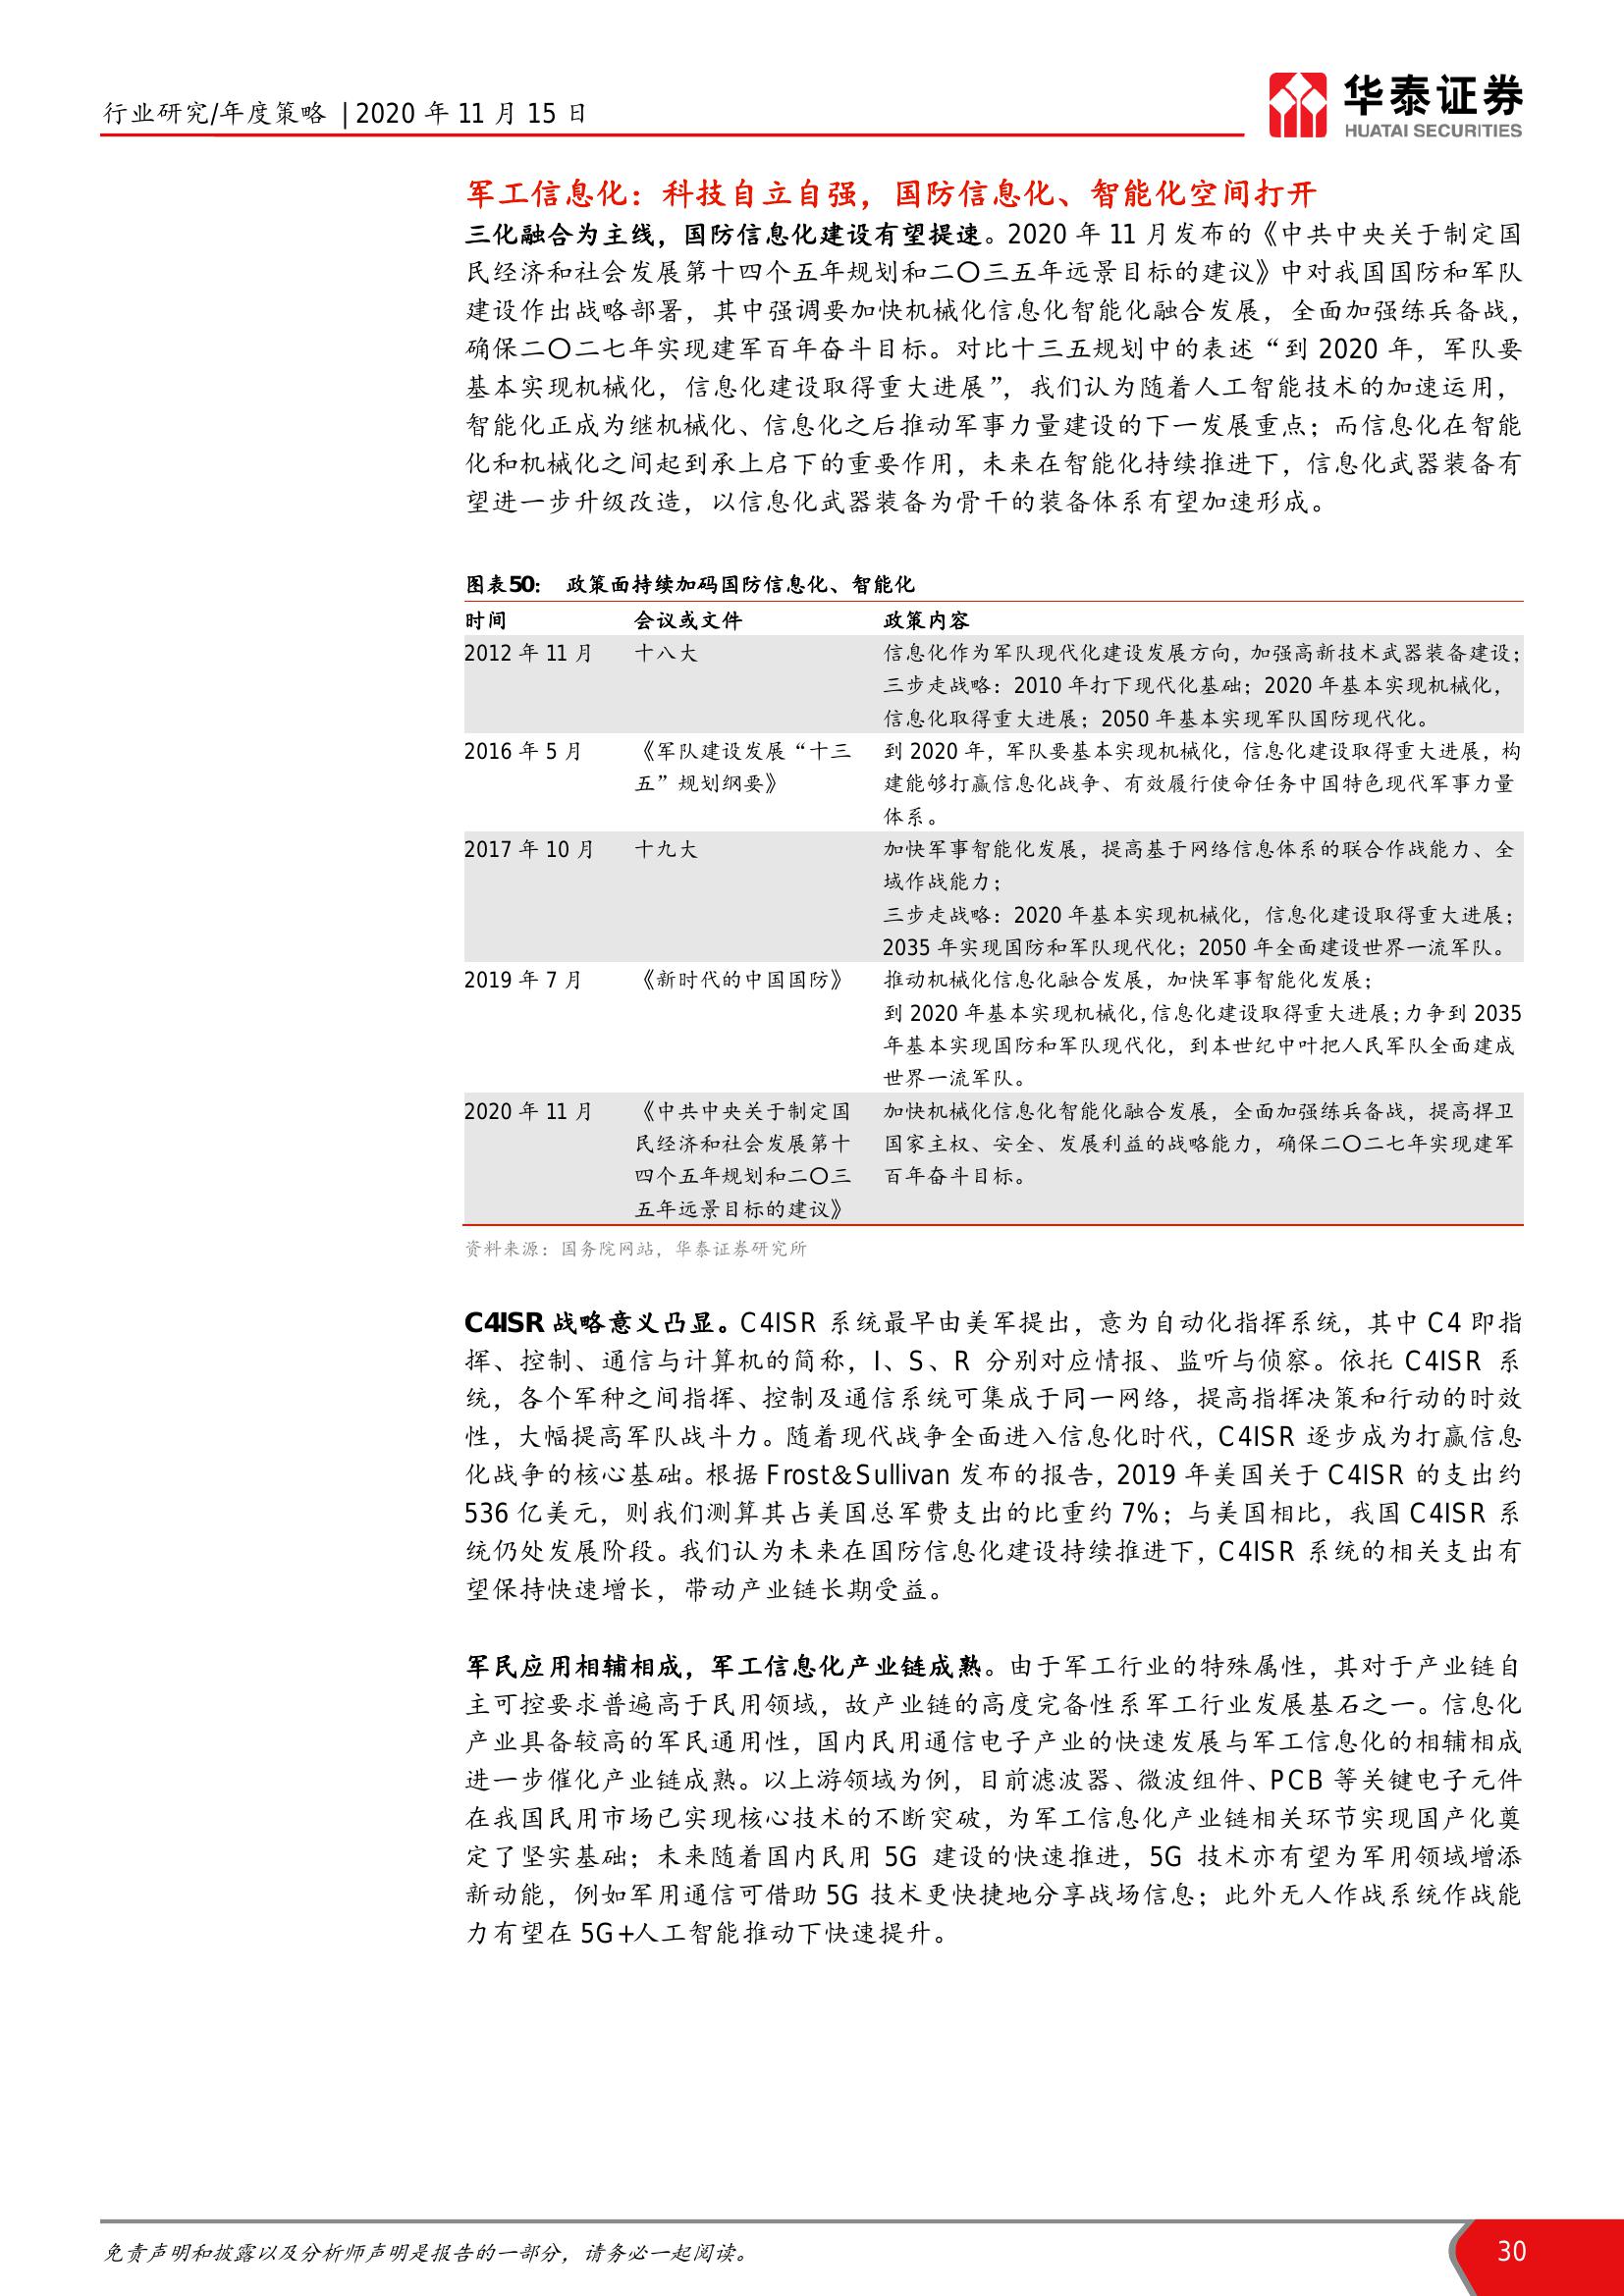 行业研究/年度策略 | 2020 年 11 月 15 日
华泰证券
HUATAI SECURITIES
军工信息化：科技自立自强，国防信息化、智能化空间打开
三化融合为主线，国防信息化建设有望提速。2020 年 11 月发布的《中共中央关于制定国
民经济和社会发展第十四个五年规划和二〇三五年远景目标的建议》中对我国国防和军队
建设作出战略部署，其中强调要加快机械化信息化智能化融合发展，全面加强练兵备战，
确保二〇二七年实现建军百年奋斗目标。对比十三五规划中的表述“到 2020 年，军队要
基本实现机械化，信息化建设取得重大进展”，我们认为随着人工智能技术的加速运用，
智能化正成为继机械化、信息化之后推动军事力量建设的下一发展重点；而信息化在智能
化和机械化之间起到承上启下的重要作用，未来在智能化持续推进下，信息化武器装备有
望进一步升级改造，以信息化武器装备为骨干的装备体系有望加速形成。
图表50： 政策面持续加码国防信息化、智能化
时间 会议或文件 政策内容
2012 年 11 月 十八大 信息化作为军队现代化建设发展方向，加强高新技术武器装备建设；
三步走战略：2010 年打下现代化基础；2020 年基本实现机械化，
信息化取得重大进展；2050 年基本实现军队国防现代化。
2016 年 5 月 《军队建设发展“十三 到 2020 年，军队要基本实现机械化，信息化建设取得重大进展，构
五”规划纲要》 建能够打赢信息化战争、有效履行使命任务中国特色现代军事力量
体系。
2017 年 10 月 十九大 加快军事智能化发展，提高基于网络信息体系的联合作战能力、全
域作战能力；
三步走战略：2020 年基本实现机械化，信息化建设取得重大进展；
2035 年实现国防和军队现代化；2050 年全面建设世界一流军队。
2019 年 7 月 《新时代的中国国防》 推动机械化信息化融合发展，加快军事智能化发展；
到 2020 年基本实现机械化,信息化建设取得重大进展;力争到 2035
年基本实现国防和军队现代化，到本世纪中叶把人民军队全面建成
世界一流军队。
2020 年 11 月 《中共中央关于制定国 加快机械化信息化智能化融合发展，全面加强练兵备战，提高捍卫
民经济和社会发展第十 国家主权、安全、发展利益的战略能力，确保二〇二七年实现建军
四个五年规划和二〇三 百年奋斗目标。
五年远景目标的建议》
资料来源：国务院网站，华泰证券研究所
C4ISR 战略意义凸显。C4ISR 系统最早由美军提出，意为自动化指挥系统，其中 C4 即指
挥、控制、通信与计算机的简称，I、S、R 分别对应情报、监听与侦察。依托 C4ISR 系
统，各个军种之间指挥、控制及通信系统可集成于同一网络，提高指挥决策和行动的时效
性，大幅提高军队战斗力。随着现代战争全面进入信息化时代，C4ISR 逐步成为打赢信息
化战争的核心基础。根据 Frost&Sullivan 发布的报告，2019 年美国关于 C4ISR 的支出约
536 亿美元，则我们测算其占美国总军费支出的比重约 7%；与美国相比，我国 C4ISR 系
统仍处发展阶段。我们认为未来在国防信息化建设持续推进下，C4ISR 系统的相关支出有
望保持快速增长，带动产业链长期受益。
军民应用相辅相成，军工信息化产业链成熟。由于军工行业的特殊属性，其对于产业链自
主可控要求普遍高于民用领域，故产业链的高度完备性系军工行业发展基石之一。信息化
产业具备较高的军民通用性，国内民用通信电子产业的快速发展与军工信息化的相辅相成
进一步催化产业链成熟。以上游领域为例，目前滤波器、微波组件、PCB 等关键电子元件
在我国民用市场已实现核心技术的不断突破，为军工信息化产业链相关环节实现国产化奠
定了坚实基础；未来随着国内民用 5G 建设的快速推进，5G 技术亦有望为军用领域增添
新动能，例如军用通信可借助 5G 技术更快捷地分享战场信息；此外无人作战系统作战能
力有望在 5G+人工智能推动下快速提升。
免责声明和披露以及分析师声明是报告的一部分，请务必一起阅读。
30